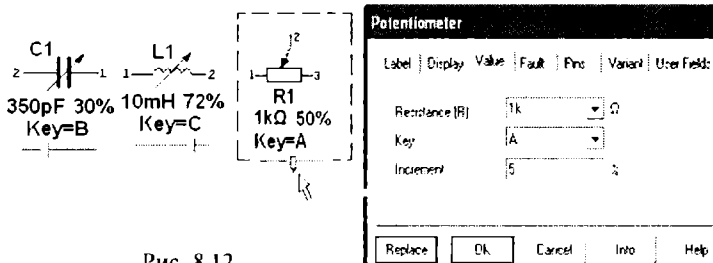 C1
2 1
350pF 30%
Key=B
L1
1 2
10mH 72%
Key=C
2
1 3
R1
1kΩ 50%
Key=A
Рис. 8.12
Potentiometer
Label Display Value Fault Pins Variant User Fields
Resistance (R) 1k Ω
Key A
Increment 5 %
Replace OK Cancel Info Help